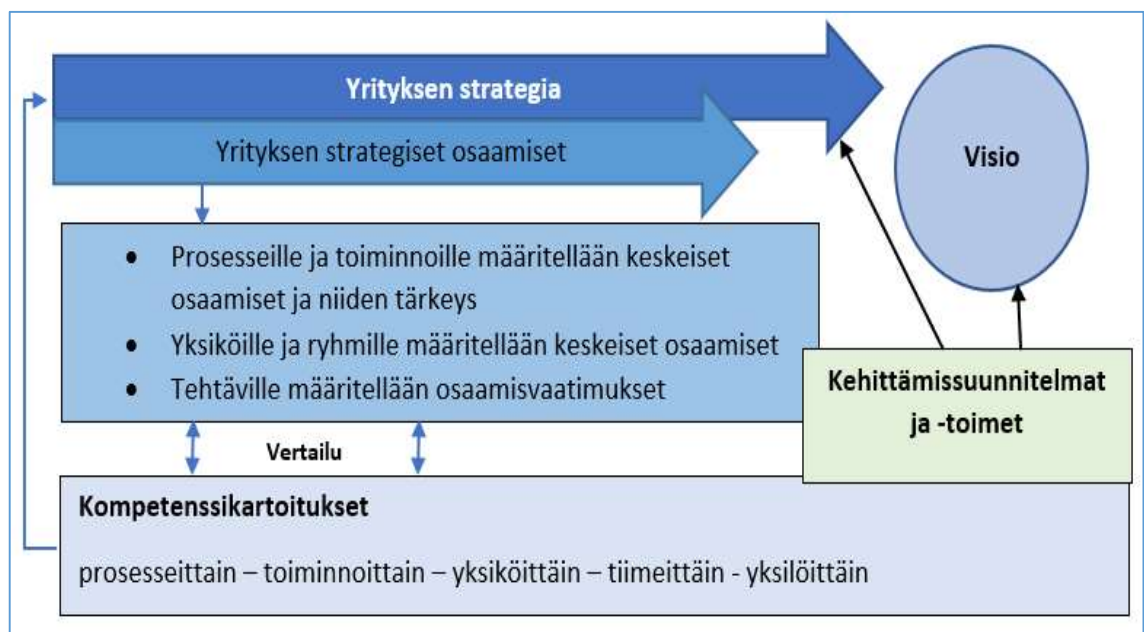 Yrityksen strategia
Yrityksen strategiset osaamiset
Visio
• Prosesseille ja toiminnoille määritellään keskeiset
osaamiset ja niiden tärkeys
• Yksiköille ja ryhmille määritellään keskeiset osaamiset
• Tehtäville määritellään osaamisvaatimukset
Kehittämissuunnitelmat
ja -toimet
Vertailu
Kompetenssikartoitukset
prosesseittain – toiminnoittain – yksiköittäin – tiimeittäin - yksilöittäin